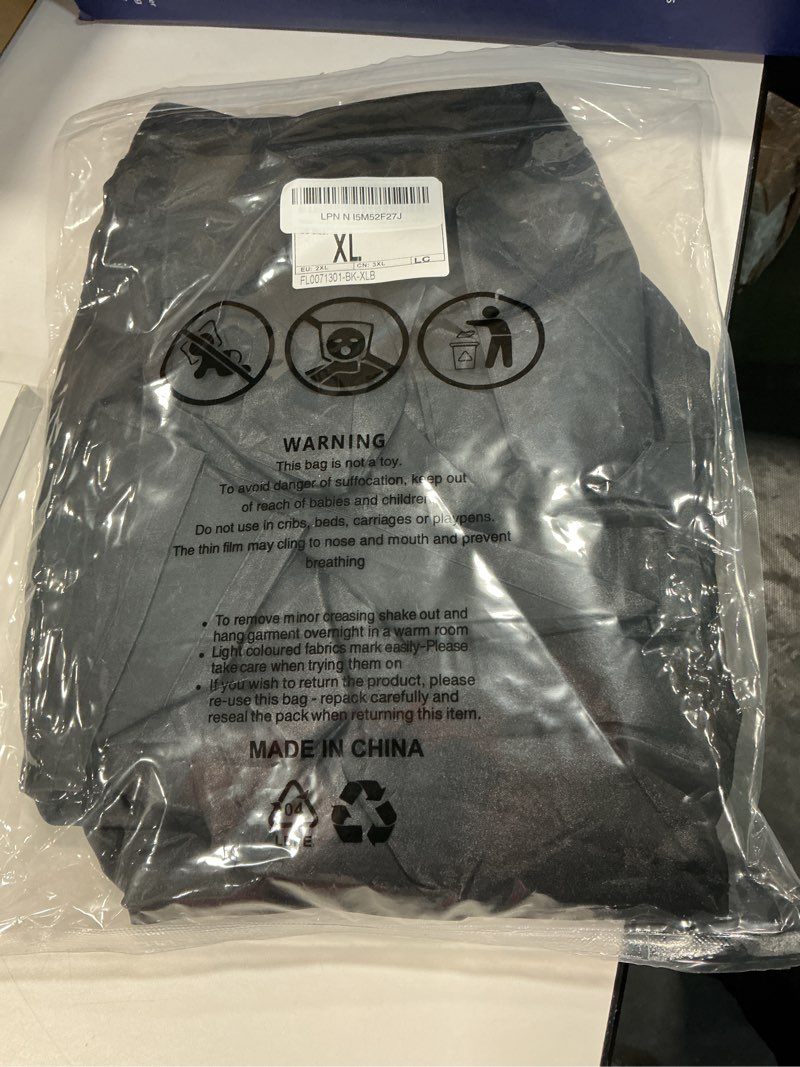 LPN N I5M52F27J
XL
EU: 2XL CN: 3XL LC
FL0071301-BK-XLB
WARNING
This bag is not a toy.
To avoid danger of suffocation, keep out
of reach of babies and children
Do not use in cribs, beds, carriages or playpens.
The thin film may cling to nose and mouth and prevent
breathing
• To remove minor creasing shake out and
hang garment overnight in a warm room
• Light coloured fabrics mark easily-Please
take care when trying them on
• If you wish to return the product, please
re-use this bag - repack carefully and
reseal the pack when returning this item.
MADE IN CHINA
04